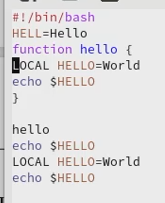 #!/bin/bash
HELL=Hello
function hello {
LOCAL HELLO=World
echo $HELLO
}
hello
echo $HELLO
LOCAL HELLO=World
echo $HELLO